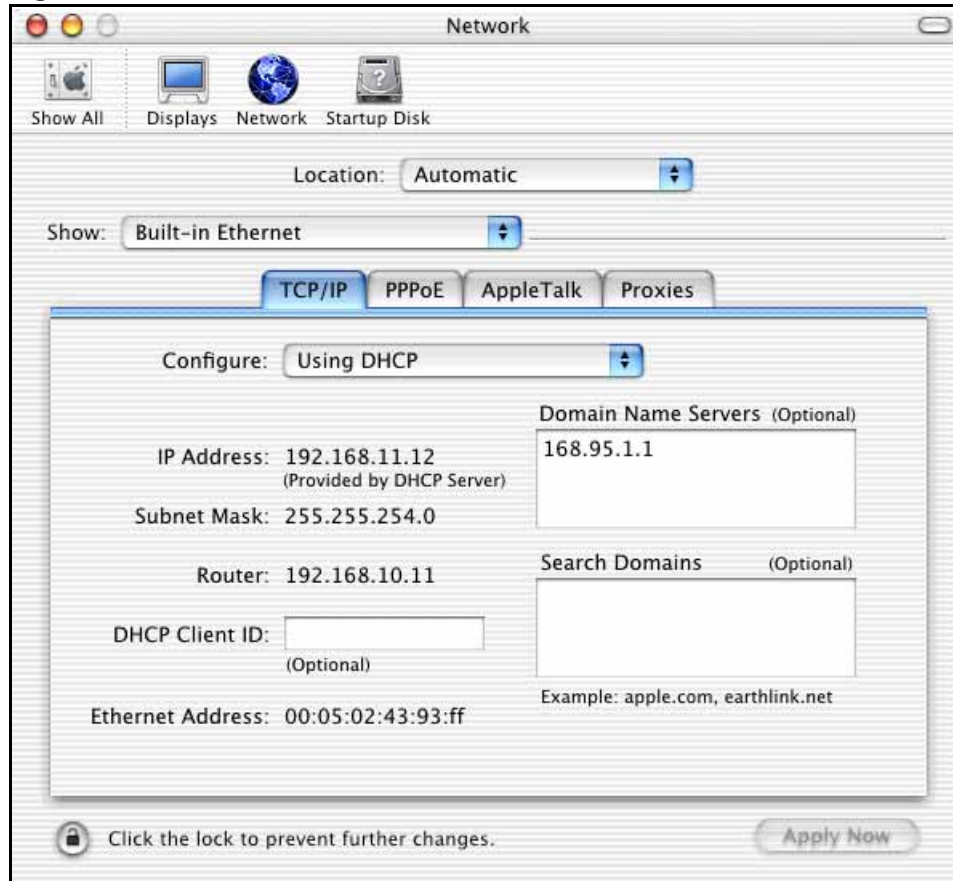 Network
Show All Displays Network Startup Disk
Location: Automatic
Show: Built-in Ethernet
TCP/IP PPPoE AppleTalk Proxies
Configure: Using DHCP
Domain Name Servers (Optional)
168.95.1.1
IP Address: 192.168.11.12
(Provided by DHCP Server)
Subnet Mask: 255.255.254.0
Router: 192.168.10.11
Search Domains (Optional)
DHCP Client ID:
(Optional)
Example: apple.com, earthlink.net
Ethernet Address: 00:05:02:43:93:ff
Click the lock to prevent further changes.
Apply Now